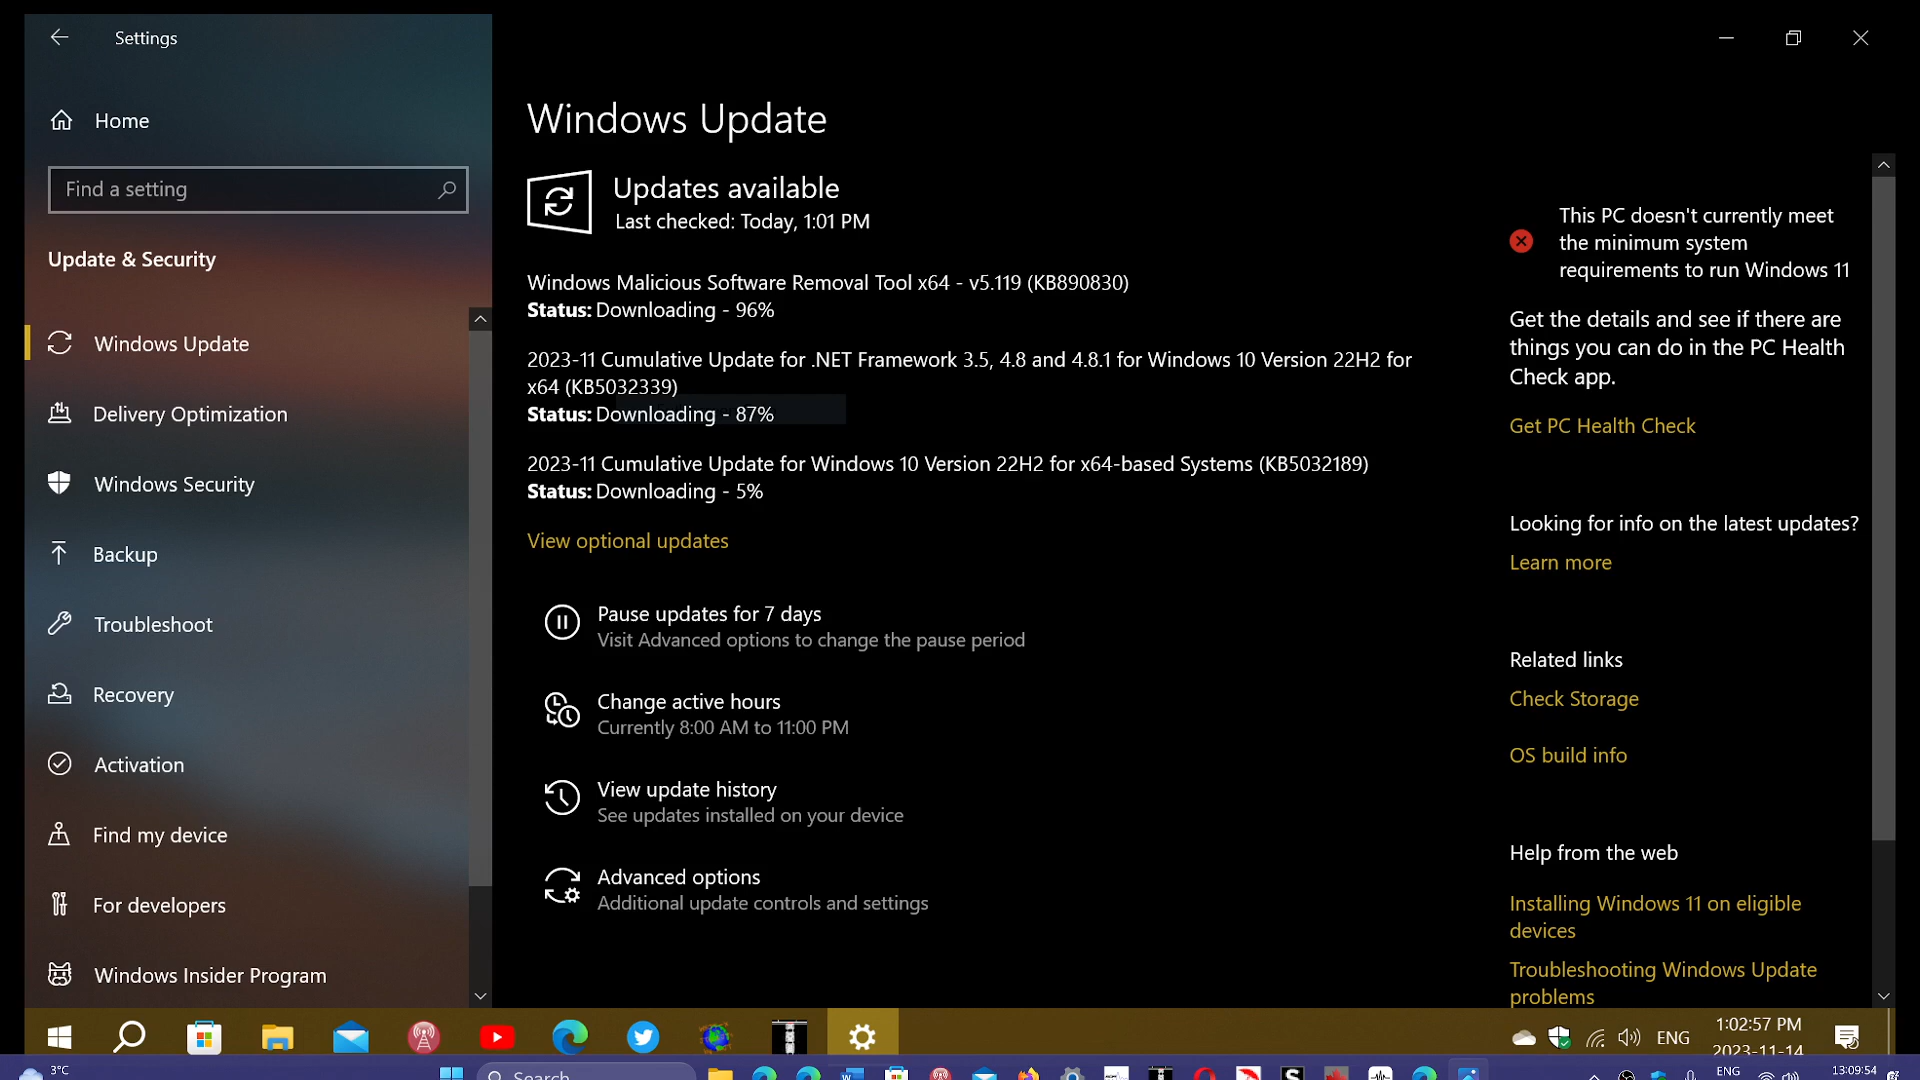 Settings
Home
Find a setting
Update & Security
Windows Update
Delivery Optimization
Windows Security
Backup
Troubleshoot
Recovery
Activation
Find my device
For developers
Windows Insider Program
Windows Update
Updates available
Last checked: Today, 1:01 PM
Windows Malicious Software Removal Tool x64 - v5.119 (KB890830)
Status: Downloading - 96%
2023-11 Cumulative Update for .NET Framework 3.5, 4.8 and 4.8.1 for Windows 10 Version 22H2 for
x64 (KB5032339)
Status: Downloading - 87%
2023-11 Cumulative Update for Windows 10 Version 22H2 for x64-based Systems (KB5032189)
Status: Downloading - 5%
View optional updates
Pause updates for 7 days
Visit Advanced options to change the pause period
Change active hours
Currently 8:00 AM to 11:00 PM
View update history
See updates installed on your device
Advanced options
Additional update controls and settings
This PC doesn't currently meet
the minimum system
requirements to run Windows 11
Get the details and see if there are
things you can do in the PC Health
Check app.
Get PC Health Check
Looking for info on the latest updates?
Learn more
Related links
Check Storage
OS build info
Help from the web
Installing Windows 11 on eligible
devices
Troubleshooting Windows Update
problems
ENG
1:02:57 PM
2023-11-14
3°C
Search
ENG
13:09:54